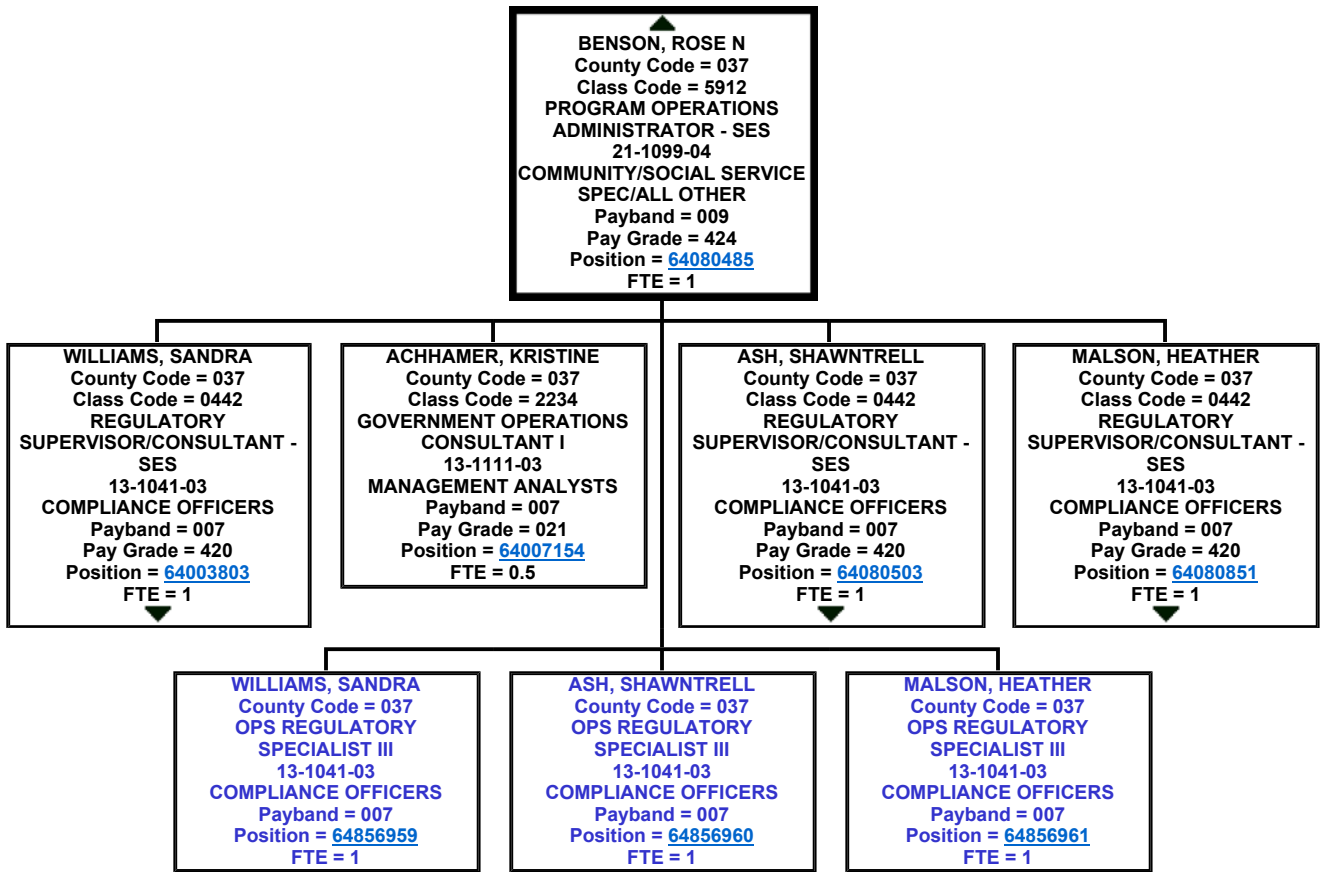 BENSON, ROSE N
County Code = 037
Class Code = 5912
PROGRAM OPERATIONS
ADMINISTRATOR - SES
21-1099-04
COMMUNITY/SOCIAL SERVICE
SPEC/ALL OTHER
Payband = 009
Pay Grade = 424
Position = 64080485
FTE = 1
WILLIAMS, SANDRA
County Code = 037
Class Code = 0442
REGULATORY
SUPERVISOR/CONSULTANT -
SES
13-1041-03
COMPLIANCE OFFICERS
Payband = 007
Pay Grade = 420
Position = 64003803
FTE = 1
ACHHAMER, KRISTINE
County Code = 037
Class Code = 2234
GOVERNMENT OPERATIONS
CONSULTANT I
13-1111-03
MANAGEMENT ANALYSTS
Payband = 007
Pay Grade = 021
Position = 64007154
FTE = 0.5
ASH, SHAWNTRELL
County Code = 037
Class Code = 0442
REGULATORY
SUPERVISOR/CONSULTANT -
SES
13-1041-03
COMPLIANCE OFFICERS
Payband = 007
Pay Grade = 420
Position = 64080503
FTE = 1
MALSON, HEATHER
County Code = 037
Class Code = 0442
REGULATORY
SUPERVISOR/CONSULTANT -
SES
13-1041-03
COMPLIANCE OFFICERS
Payband = 007
Pay Grade = 420
Position = 64080851
FTE = 1
WILLIAMS, SANDRA
County Code = 037
OPS REGULATORY
SPECIALIST III
13-1041-03
COMPLIANCE OFFICERS
Payband = 007
Position = 64856959
FTE = 1
ASH, SHAWNTRELL
County Code = 037
OPS REGULATORY
SPECIALIST III
13-1041-03
COMPLIANCE OFFICERS
Payband = 007
Position = 64856960
FTE = 1
MALSON, HEATHER
County Code = 037
OPS REGULATORY
SPECIALIST III
13-1041-03
COMPLIANCE OFFICERS
Payband = 007
Position = 64856961
FTE = 1